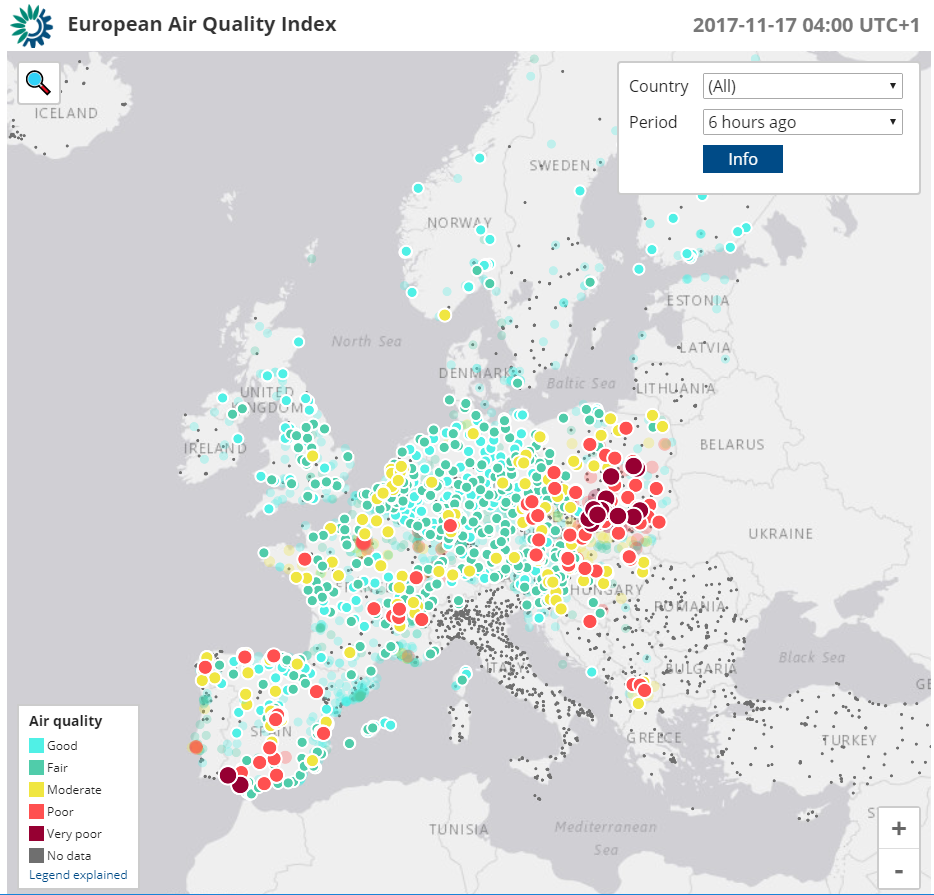 European Air Quality Index
2017-11-17 04:00 UTC+1
Country
(All)
Period
6 hours ago
Info
ICELAND
SWEDEN
NORWAY
ESTONIA
North Sea
LATVIA
DENMARK
Baltic Sea
LITHUANIA
UNITED
KINGDOM
IRELAND
BELARUS
UKRAINE
HUNGARY
ROMANIA
Black Sea
ITALY
BULGARIA
SPAIN
GREECE
TURKEY
TUNISIA
Mediterranean
Sea
Air quality
Good
Fair
Moderate
Poor
Very poor
No data
Legend explained
+
-